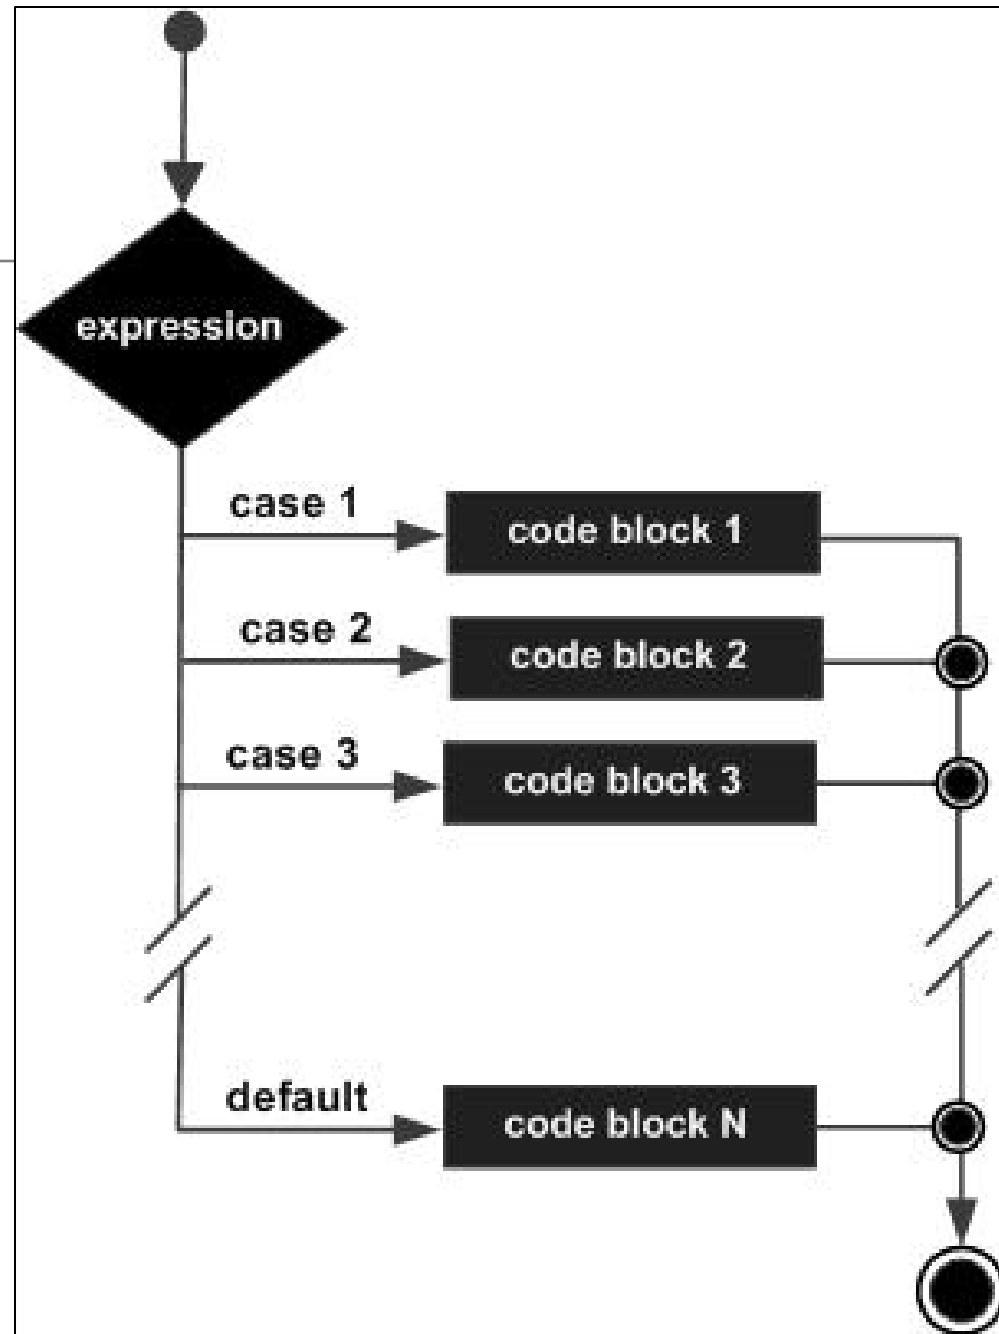 expression
case 1
code block 1
case 2
code block 2
case 3
code block 3
default
code block N